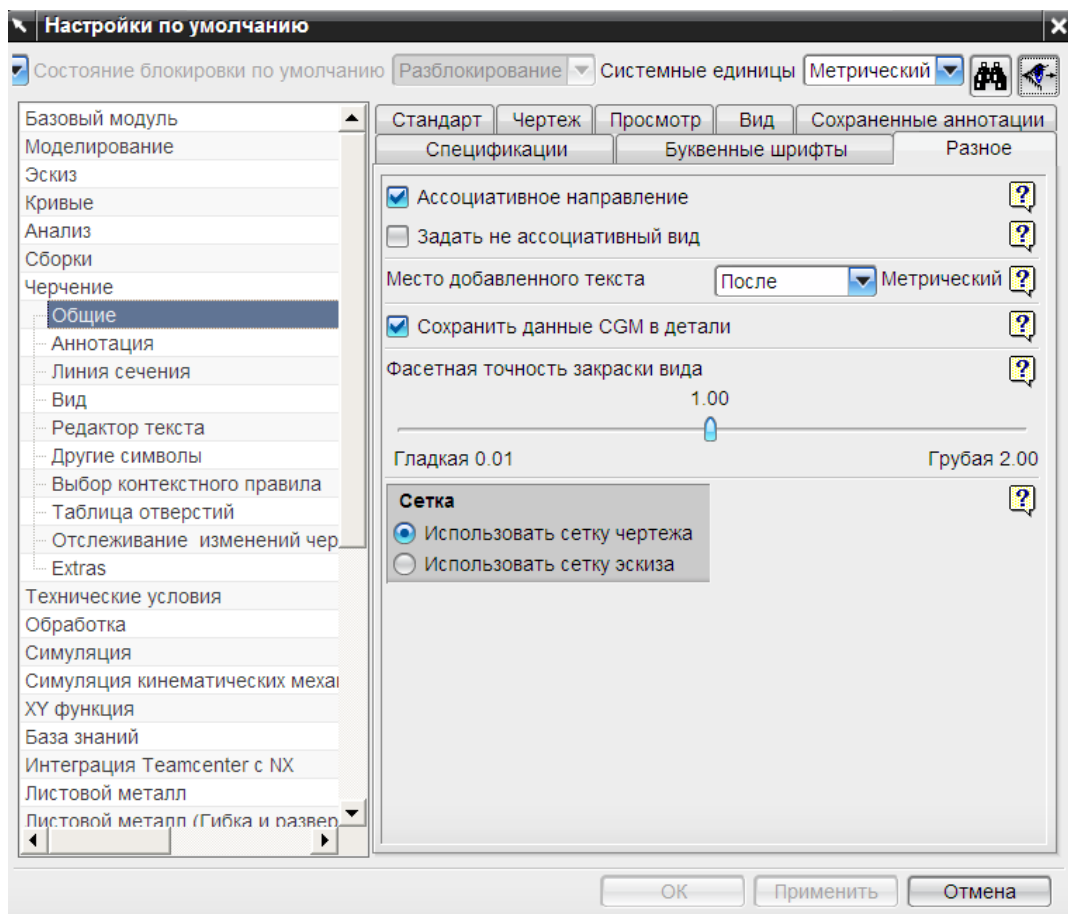 Настройки по умолчанию
Состояние блокировки по умолчанию Разблокирование Системные единицы Метрический
Базовый модуль
Моделирование
Эскиз
Кривые
Анализ
Сборки
Черчение
Общие
Аннотация
Линия сечения
Вид
Редактор текста
Другие символы
Выбор контекстного правила
Таблица отверстий
Отслеживание изменений чер
Extras
Технические условия
Обработка
Симуляция
Симуляция кинематических меха
XY функция
База знаний
Интеграция Teamcenter с NX
Листовой металл
Листовой металл (Гибка и развер
Стандарт Чертеж Просмотр Вид Сохраненные аннотации
Спецификации Буквенные шрифты Разное
Ассоциативное направление ?
Задать не ассоциативный вид ?
Место добавленного текста После Метрический ?
Сохранить данные CGM в детали ?
Фасетная точность закраски вида ?
1.00
Гладкая 0.01 Грубая 2.00
Сетка ?
Использовать сетку чертежа
Использовать сетку эскиза
OK Применить Отмена